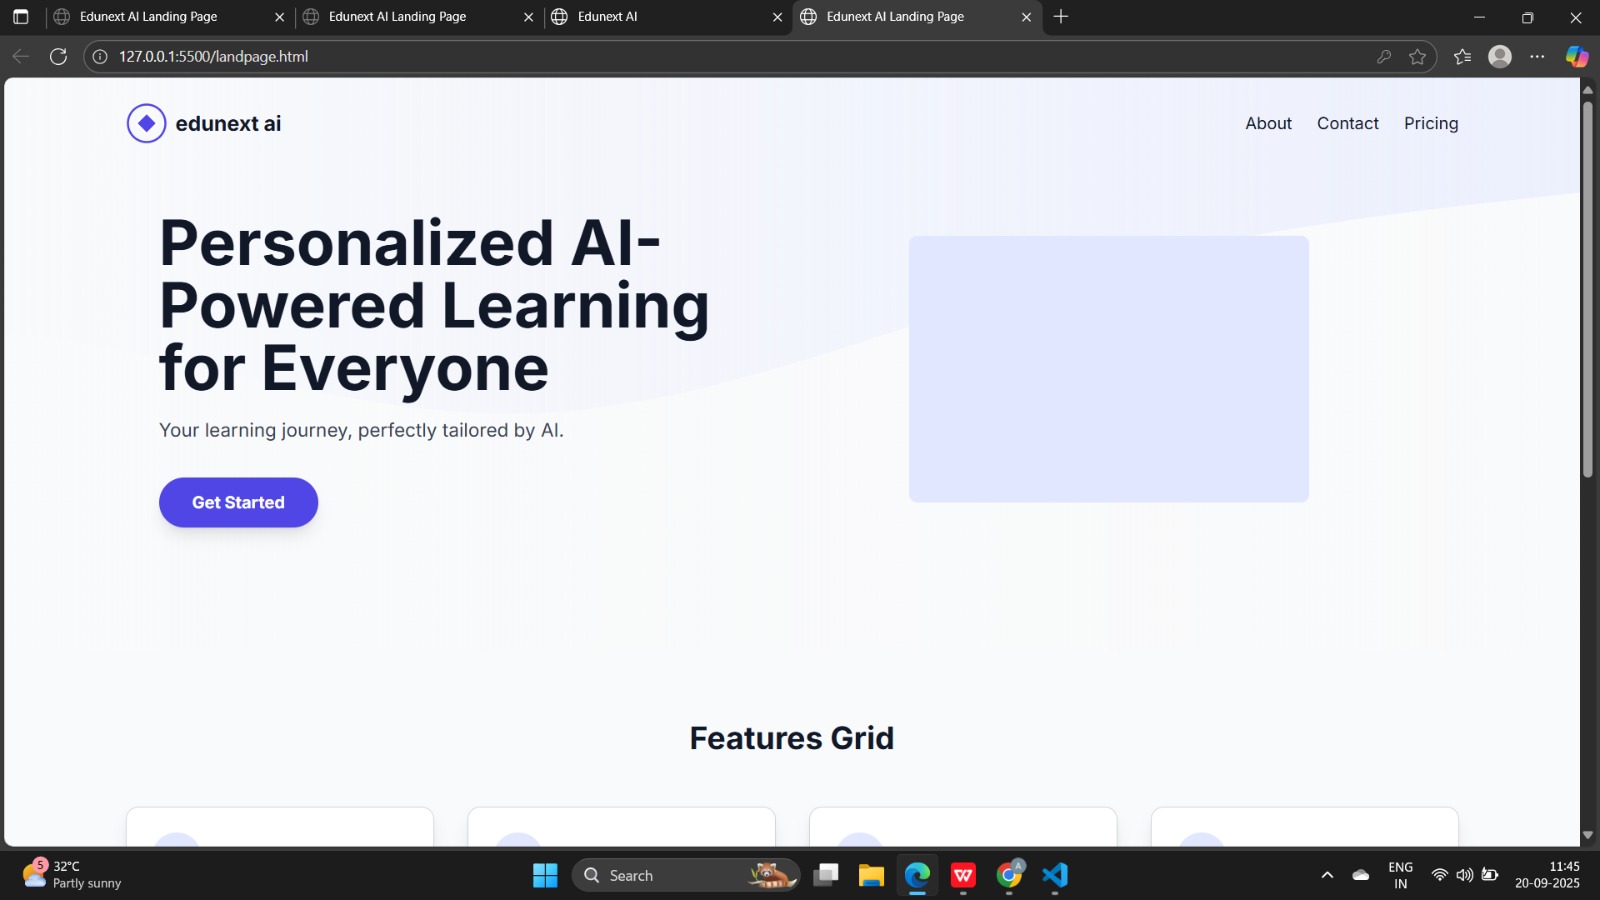 Edunext AI Landing Page
Edunext AI Landing Page
Edunext AI
Edunext AI Landing Page
127.0.0.1:5500/landpage.html
edunext ai
About
Contact
Pricing
Personalized AI-
Powered Learning
for Everyone
Your learning journey, perfectly tailored by AI.
Get Started
Features Grid
5
32°C
Partly sunny
Search
W
A
ENG
IN
11:45
20-09-2025